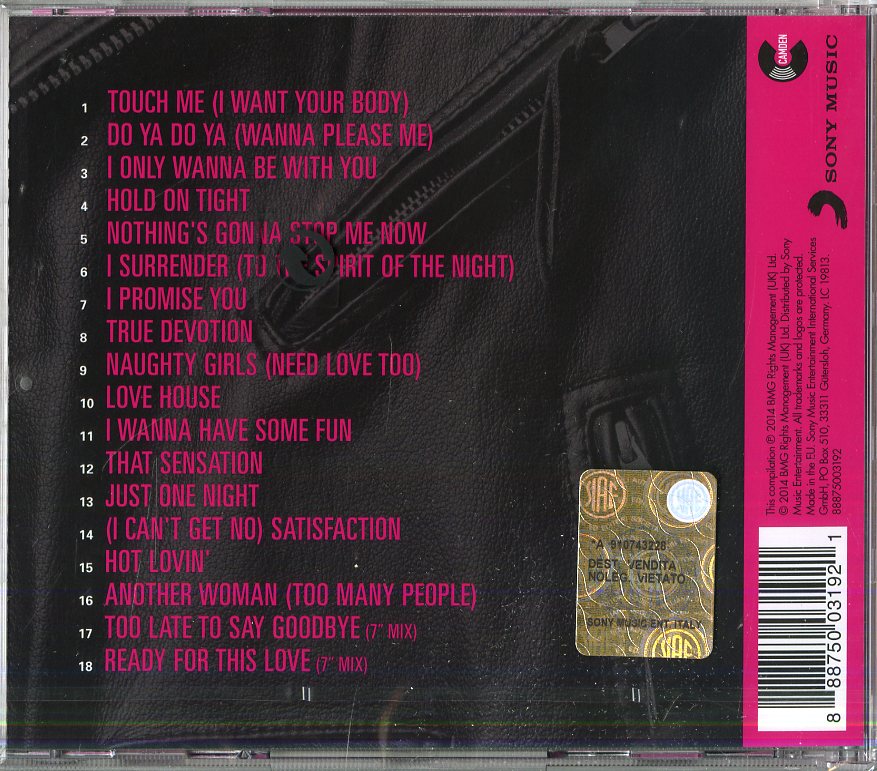 1 TOUCH ME (I WANT YOUR BODY)
2 DO YA DO YA (WANNA PLEASE ME)
3 I ONLY WANNA BE WITH YOU
4 HOLD ON TIGHT
5 NOTHING'S GONNA STOP ME NOW
6 I SURRENDER (TO THE SPIRIT OF THE NIGHT)
7 I PROMISE YOU
8 TRUE DEVOTION
9 NAUGHTY GIRLS (NEED LOVE TOO)
10 LOVE HOUSE
11 I WANNA HAVE SOME FUN
12 THAT SENSATION
13 JUST ONE NIGHT
14 (I CAN'T GET NO) SATISFACTION
15 HOT LOVIN'
16 ANOTHER WOMAN (TOO MANY PEOPLE)
17 TOO LATE TO SAY GOODBYE (7" MIX)
18 READY FOR THIS LOVE (7" MIX)
CAMDEN
SONY MUSIC
This compilation ℗ 2014 BMG Rights Management (UK) Ltd.
© 2014 BMG Rights Management (UK) Ltd. Distributed by Sony
Music Entertainment. All trademarks and logos are protected.
Made in the EU. Sony Music Entertainment International Services
GmbH, PO Box 510, 33311 Gütersloh, Germany. LC 19813.
88875003192
8 88750 03192 1
SIAE
*A 910743228
DEST. VENDITA
NOLEG. VIETATO
SONY MUSIC ENT. ITALY
SIAE